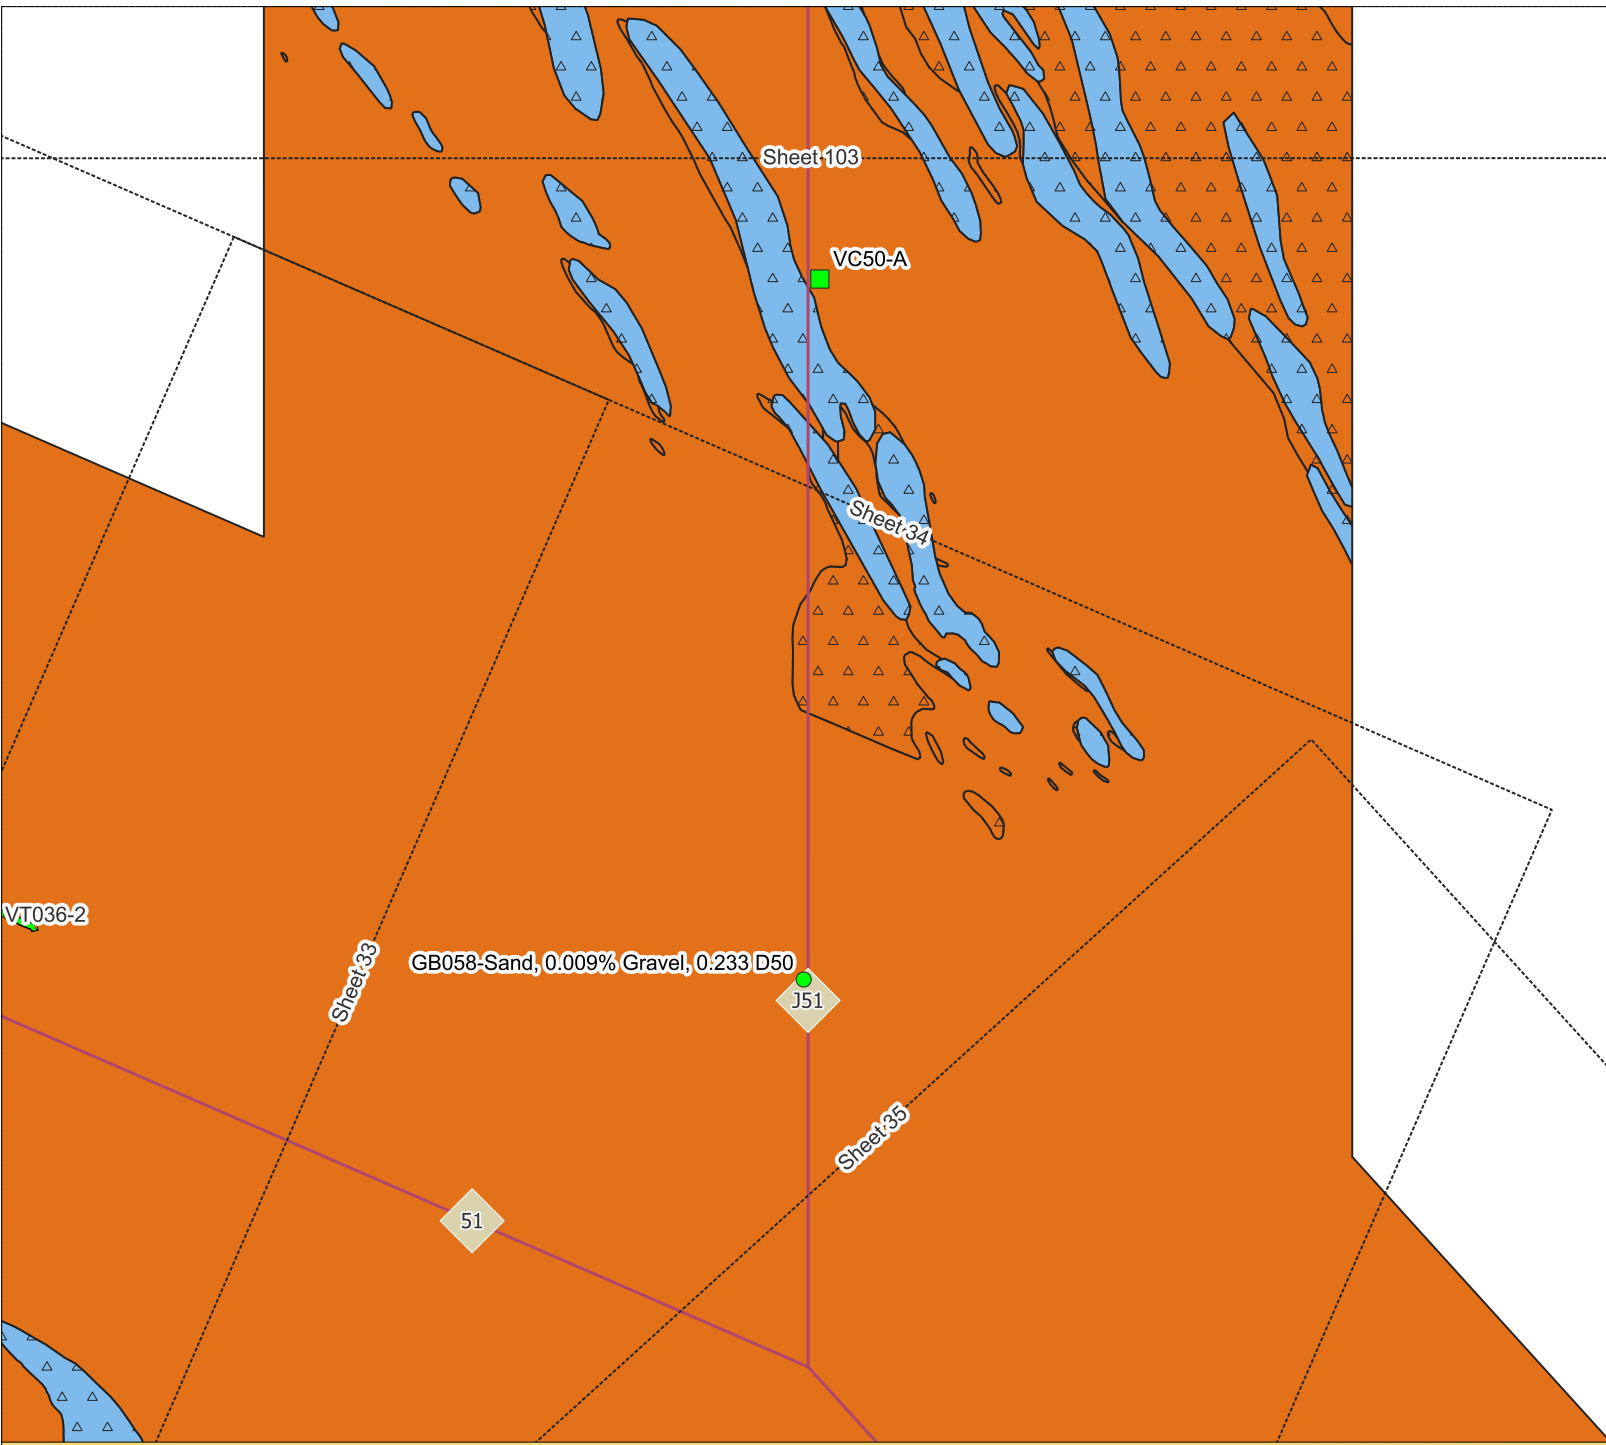 Sheet 103
VC50-A
Sheet 34
VT036-2
GB058-Sand, 0.009% Gravel, 0.233 D50
Sheet 33
J51
Sheet 35
51